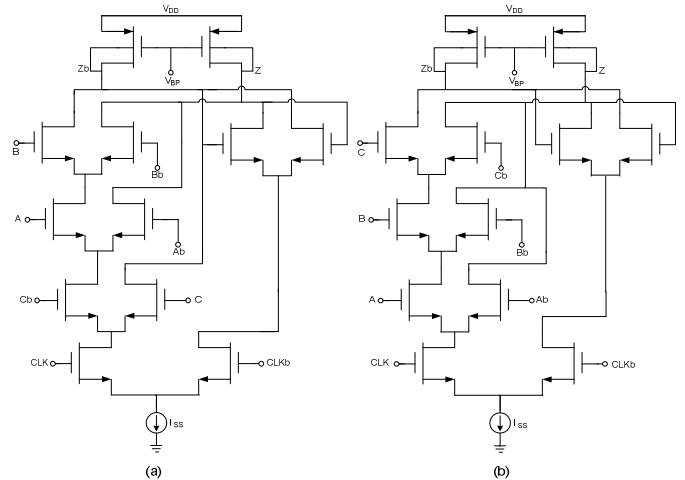 VDD VDD
Zb Z Zb Z
VBP VBP
B Bb C Cb
A Ab B Bb
Cb C A Ab
CLK CLKb CLK CLKb
ISS ISS
(a) (b)